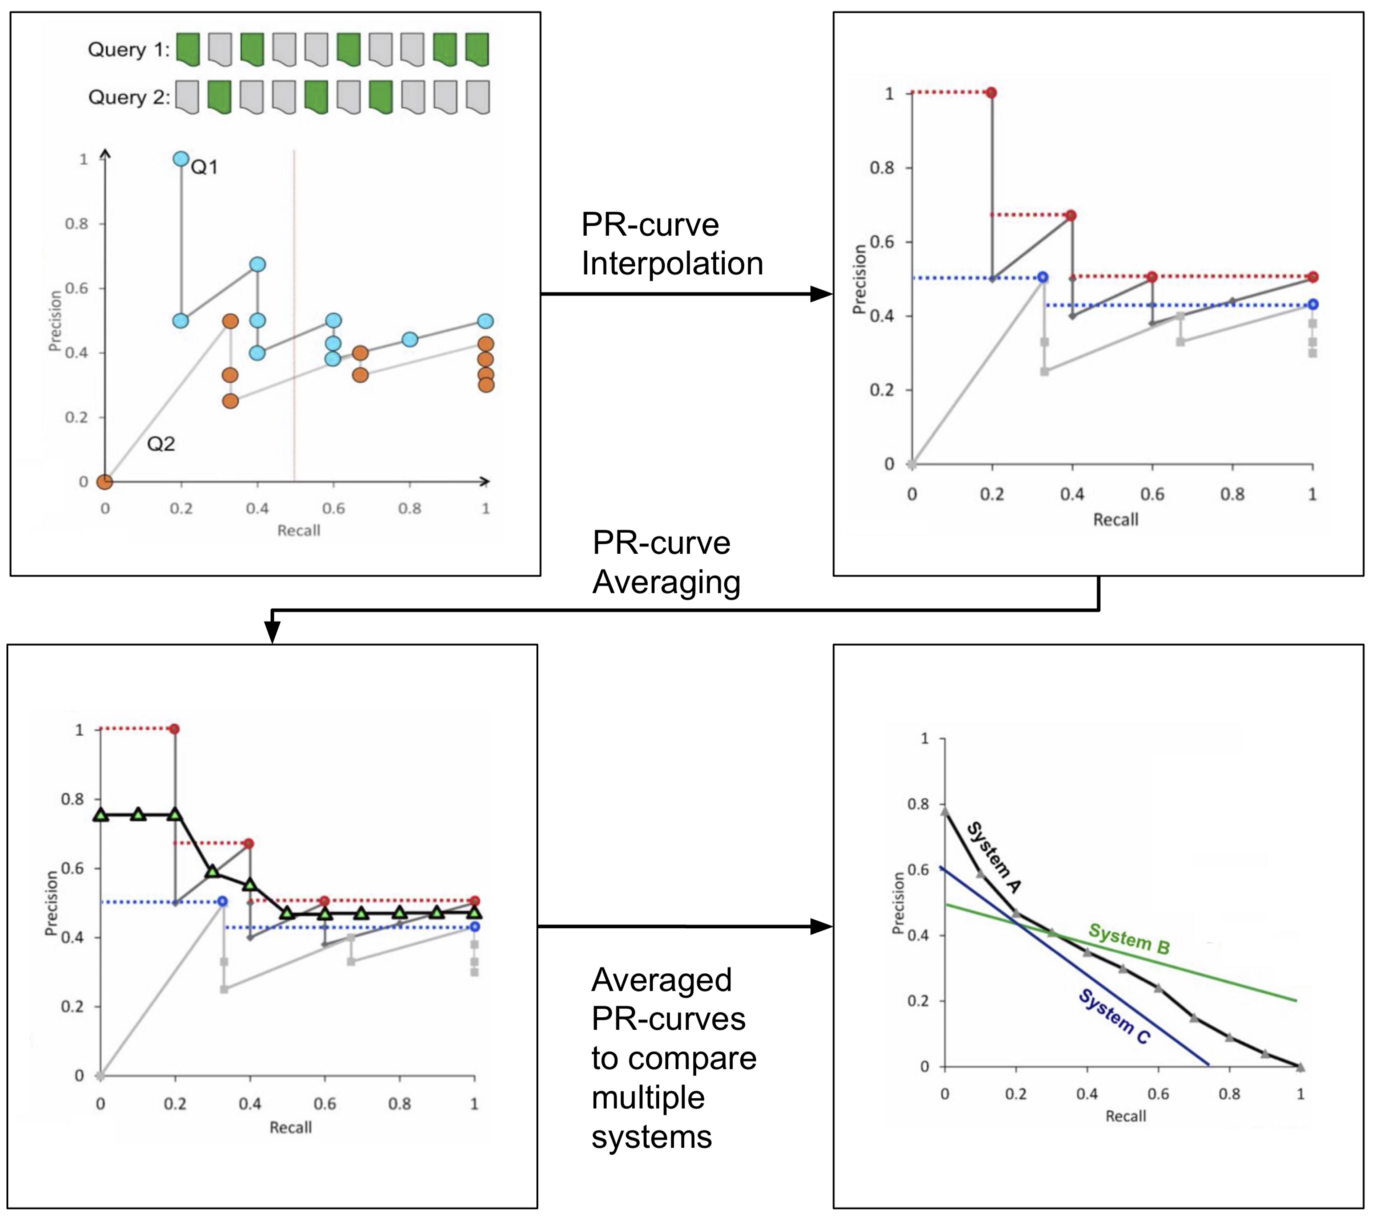 Query 1:
Query 2:
1
0.8
0.6
0.4
0.2
0
Precision
Q1
Q2
0 0.2 0.4 0.6 0.8 1
Recall
PR-curve
Interpolation
1
0.8
0.6
0.4
0.2
0
Precision
0 0.2 0.4 0.6 0.8 1
Recall
PR-curve
Averaging
1
0.8
0.6
0.4
0.2
0
Precision
0 0.2 0.4 0.6 0.8 1
Recall
Averaged
PR-curves
to compare
multiple
systems
1
0.8
0.6
0.4
0.2
0
Precision
System A
System B
System C
0 0.2 0.4 0.6 0.8 1
Recall